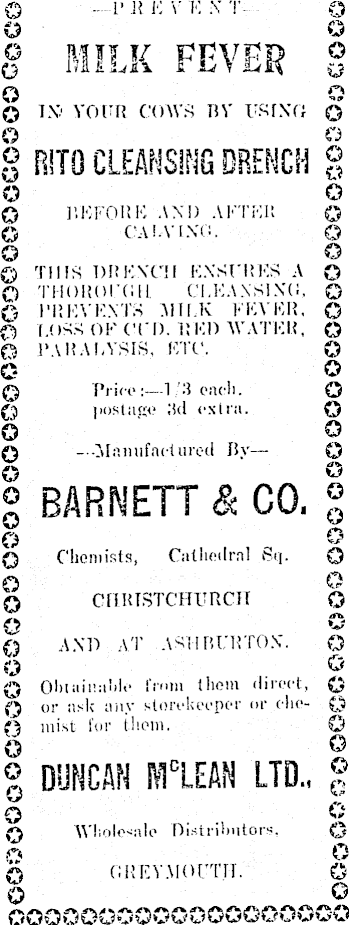 —PREVENT—
MILK FEVER
IN YOUR COWS BY USING
RITO CLEANSING DRENCH
BEFORE AND AFTER
CALVING.
THIS DRENCH ENSURES A
THOROUGH CLEANSING,
PREVENTS MILK FEVER,
LOSS OF CUD, RED WATER,
PARALYSIS, ETC.
Price:—1/3 each.
postage 3d extra.
—Manufactured By—
BARNETT & CO.
Chemists, Cathedral Sq.
CHRISTCHURCH
AND AT ASHBURTON.
Obtainable from them direct,
or ask any storekeeper or che-
mist for them.
DUNCAN McLEAN LTD.,
Wholesale Distributors,
GREYMOUTH.